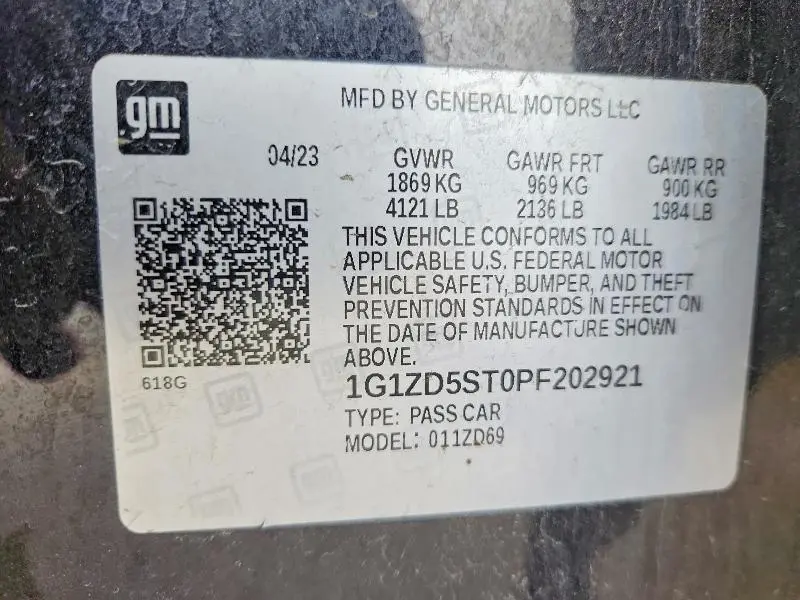 gm
MFD BY GENERAL MOTORS LLC
04/23
GVWR GAWR FRT GAWR RR
1869 KG 969 KG 900 KG
4121 LB 2136 LB 1984 LB
THIS VEHICLE CONFORMS TO ALL
APPLICABLE U.S. FEDERAL MOTOR
VEHICLE SAFETY, BUMPER, AND THEFT
PREVENTION STANDARDS IN EFFECT ON
THE DATE OF MANUFACTURE SHOWN
ABOVE.
618G
1G1ZD5ST0PF202921
TYPE: PASS CAR
MODEL: 011ZD69